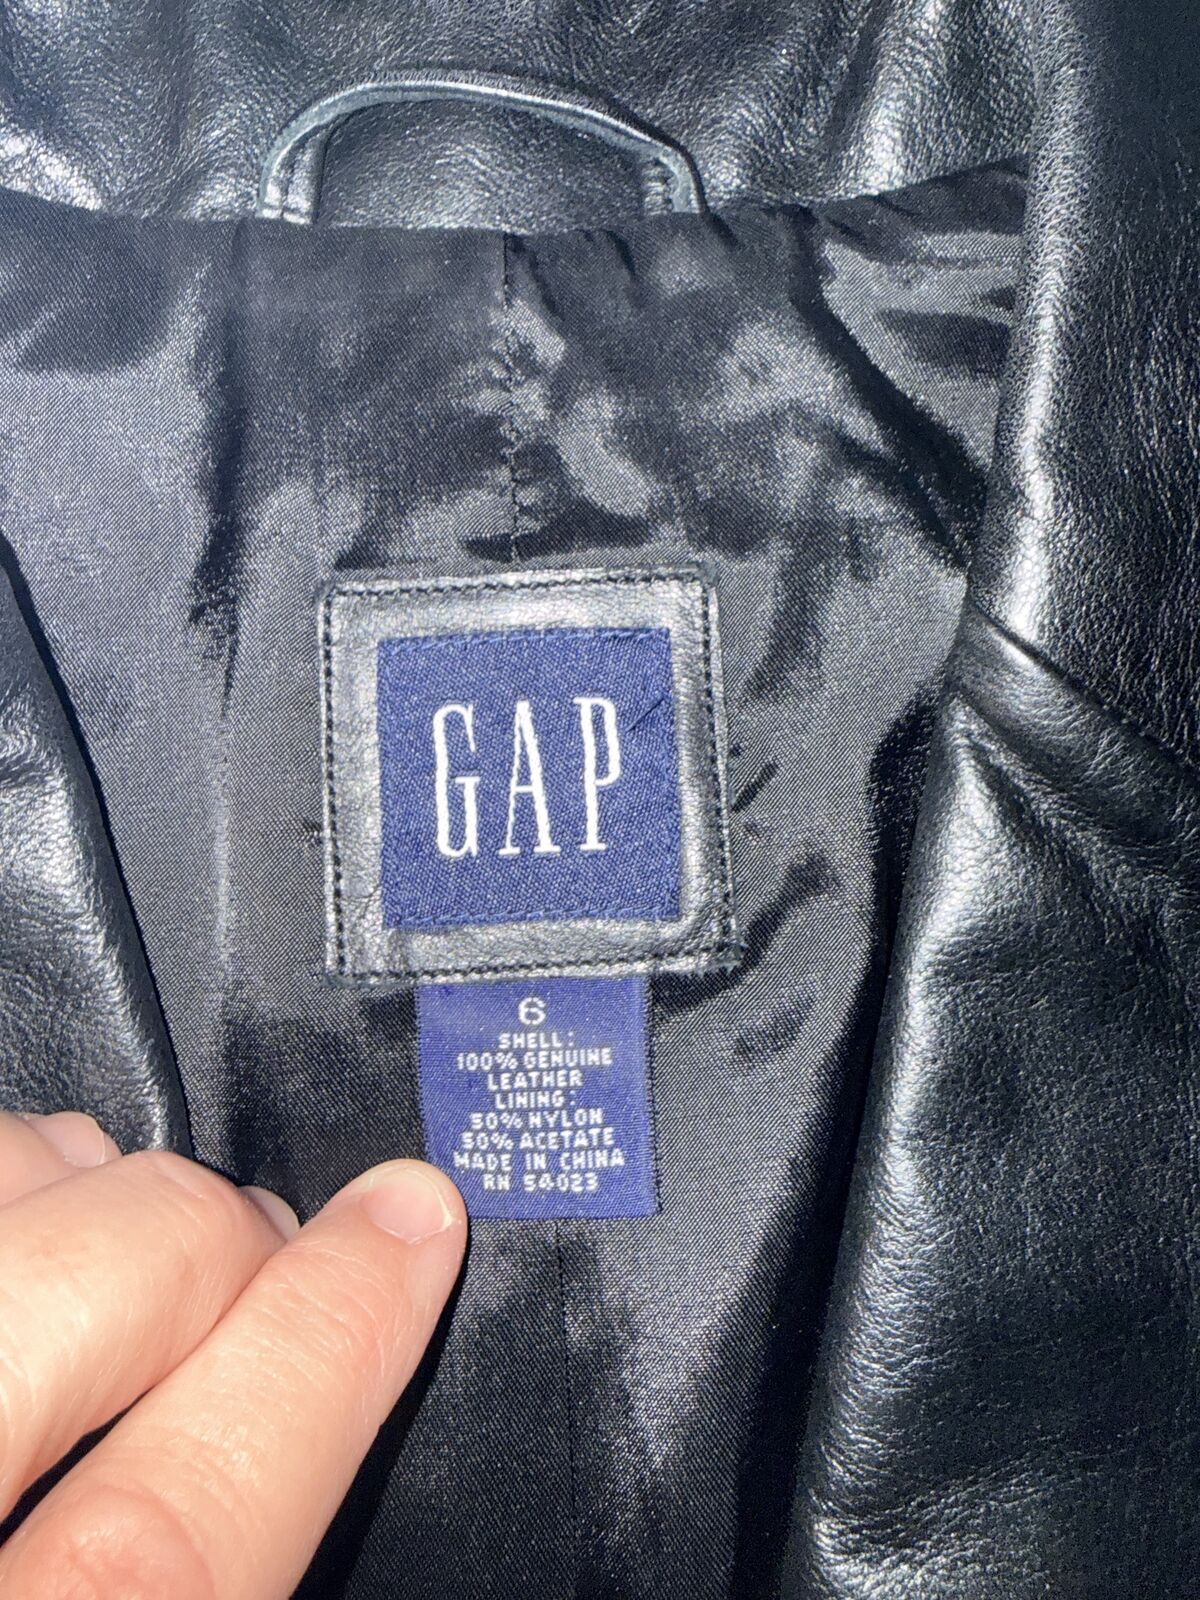 GAP
6
SHELL:
100% GENUINE
LEATHER
LINING:
50% NYLON
50% ACETATE
MADE IN CHINA
RN 54023